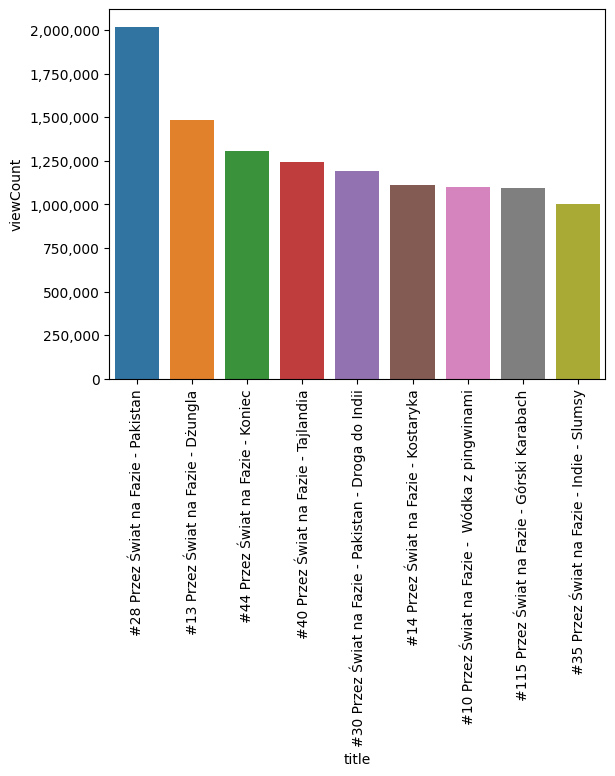 2,000,000
1,750,000
1,500,000
1,250,000
1,000,000
750,000
500,000
250,000
0
viewCount
#28 Przez Świat na Fazie - Pakistan
#13 Przez Świat na Fazie - Dżungla
#44 Przez Świat na Fazie - Koniec
#40 Przez Świat na Fazie - Tajlandia
#30 Przez Świat na Fazie - Pakistan - Droga do Indii
#14 Przez Świat na Fazie - Kostaryka
#10 Przez Świat na Fazie -  Wódka z pingwinami
#115 Przez Świat na Fazie - Górski Karabach
#35 Przez Świat na Fazie - Indie - Slumsy
title